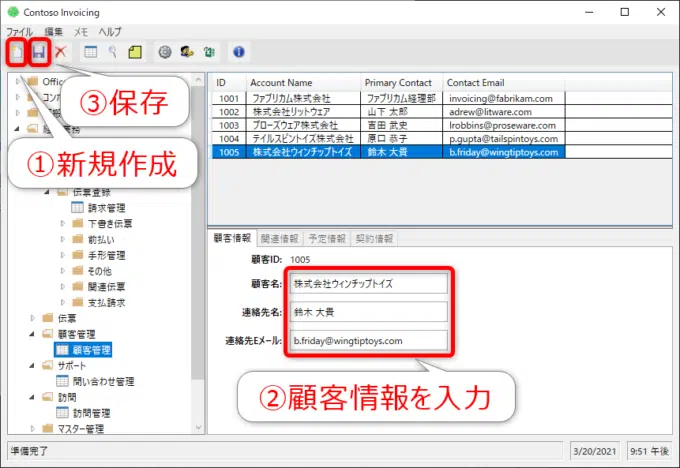 Contoso Invoicing
ファイル 編集 メモ ヘルプ
Offic
コンポ
③保存
①新規作成
伝票登録
請求管理
下書き伝票
前払い
手形管理
その他
関連伝票
支払請求
伝票
顧客管理
顧客管理
サポート
問い合わせ管理
訪問
訪問管理
マスター管理
ID Account Name Primary Contact Contact Email
1001 ファブリカム株式会社 ファブリカム経理部 invoicing@fabrikam.com
1002 株式会社リットウェア 山下 太郎 adrew@litware.com
1003 プローズウェア株式会社 吉田 武史 lrobbins@proseware.com
1004 テイルスピントイズ株式会社 原口 恭子 p.gupta@tailspintoys.com
1005 株式会社ウィンチップトイズ 鈴木 大貴 b.friday@wingtiptoys.com
顧客情報 関連情報 予定情報 契約情報
顧客ID: 1005
顧客名: 株式会社ウィンチップトイズ
連絡先名: 鈴木 大貴
連絡先Eメール: b.friday@wingtiptoys.com
②顧客情報を入力
準備完了 3/20/2021 9:51 午後